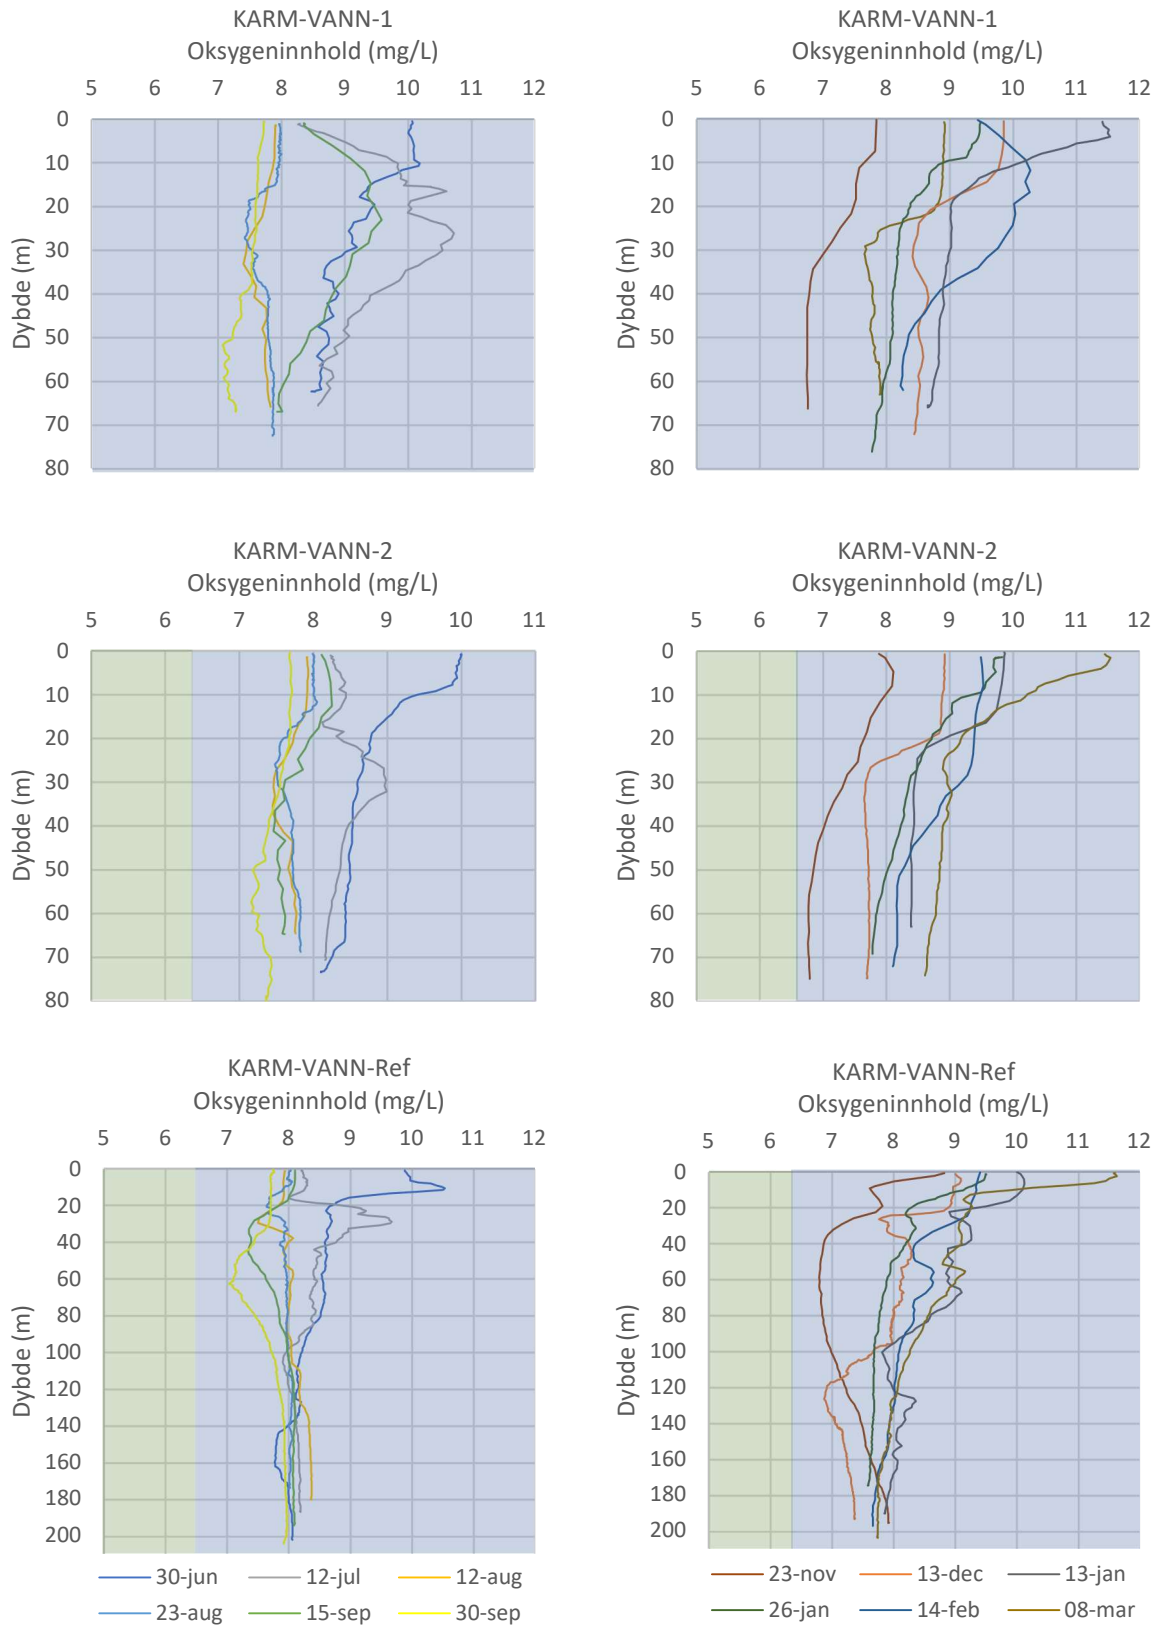 KARM-VANN-1
Oksygeninnhold (mg/L)
5 6 7 8 9 10 11 12
0
10
20
30
40
50
60
70
80
Dybde (m)
KARM-VANN-1
Oksygeninnhold (mg/L)
5 6 7 8 9 10 11 12
0
10
20
30
40
50
60
70
80
Dybde (m)
KARM-VANN-2
Oksygeninnhold (mg/L)
5 6 7 8 9 10 11
0
10
20
30
40
50
60
70
80
Dybde (m)
KARM-VANN-2
Oksygeninnhold (mg/L)
5 6 7 8 9 10 11 12
0
10
20
30
40
50
60
70
80
Dybde (m)
KARM-VANN-Ref
Oksygeninnhold (mg/L)
5 6 7 8 9 10 11 12
0
20
40
60
80
100
120
140
160
180
200
Dybde (m)
30-jun 12-jul 12-aug
23-aug 15-sep 30-sep
KARM-VANN-Ref
Oksygeninnhold (mg/L)
5 6 7 8 9 10 11 12
0
20
40
60
80
100
120
140
160
180
200
Dybde (m)
23-nov 13-dec 13-jan
26-jan 14-feb 08-mar